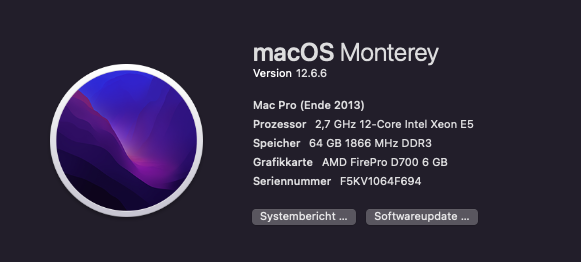 macOS Monterey
Version 12.6.6
Mac Pro (Ende 2013)
Prozessor 2,7 GHz 12-Core Intel Xeon E5
Speicher 64 GB 1866 MHz DDR3
Grafikkarte AMD FirePro D700 6 GB
Seriennummer F5KV1064F694
Systembericht ... Softwareupdate ...